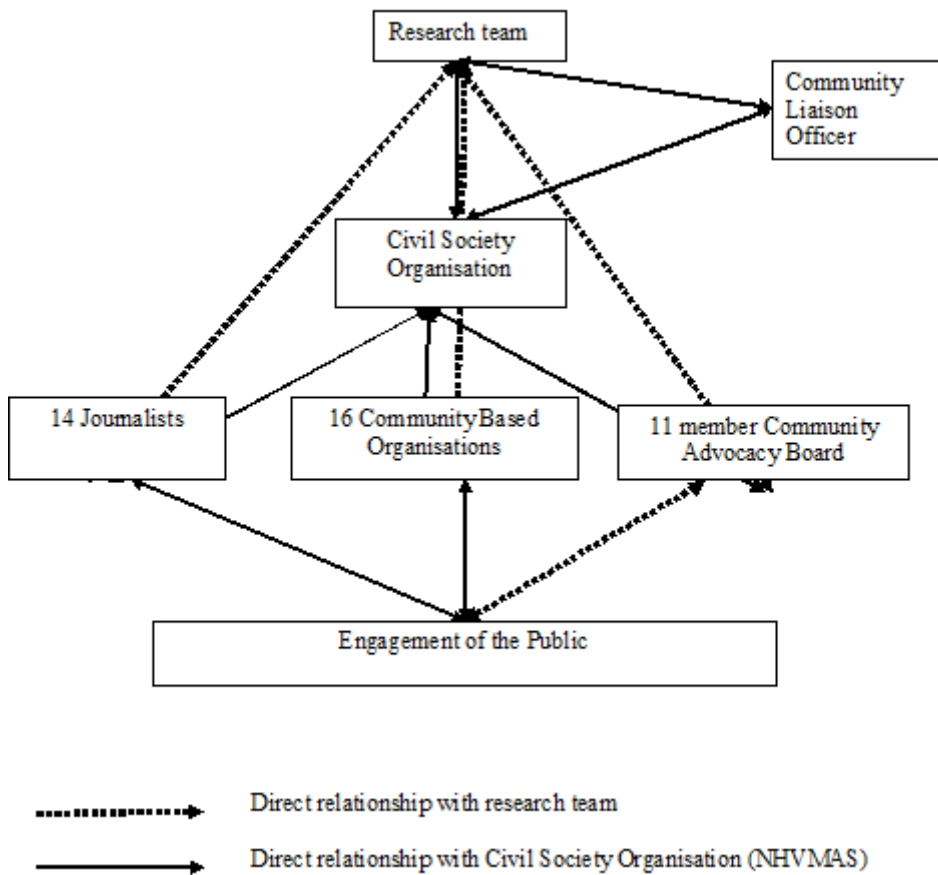 Research team
Community
Liaison
Officer
Civil Society
Organisation
14 Journalists
16 Community Based
Organisations
11 member Community
Advocacy Board
Engagement of the Public
Direct relationship with research team
Direct relationship with Civil Society Organisation (NHVMAS)